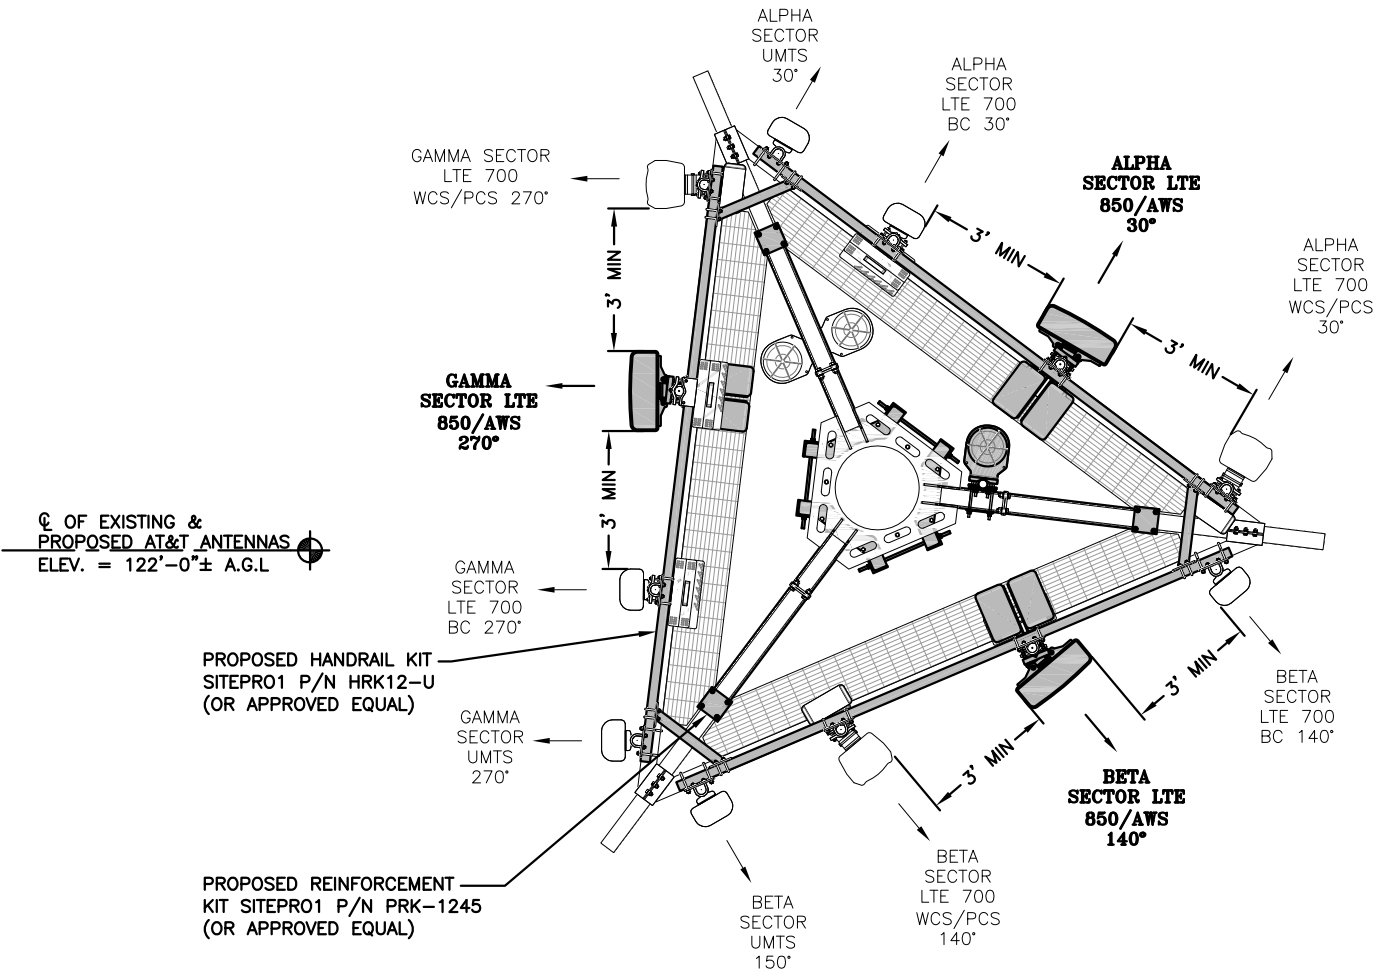 ALPHA
SECTOR
UMTS
30°
ALPHA
SECTOR
LTE 700
BC 30°
GAMMA SECTOR
LTE 700
WCS/PCS 270°
ALPHA
SECTOR LTE
850/AWS
30°
3' MIN
ALPHA
SECTOR
LTE 700
WCS/PCS
30°
3' MIN
3' MIN
GAMMA
SECTOR LTE
850/AWS
270°
3' MIN
℄ OF EXISTING &
PROPOSED AT&T ANTENNAS
ELEV. = 122'-0"± A.G.L
GAMMA
SECTOR
LTE 700
BC 270°
PROPOSED HANDRAIL KIT
SITEPRO1 P/N HRK12-U
(OR APPROVED EQUAL)
GAMMA
SECTOR
UMTS
270°
3' MIN
BETA
SECTOR
LTE 700
BC 140°
3' MIN
BETA
SECTOR LTE
850/AWS
140°
BETA
SECTOR
LTE 700
WCS/PCS
140°
PROPOSED REINFORCEMENT
KIT SITEPRO1 P/N PRK-1245
(OR APPROVED EQUAL)
BETA
SECTOR
UMTS
150°